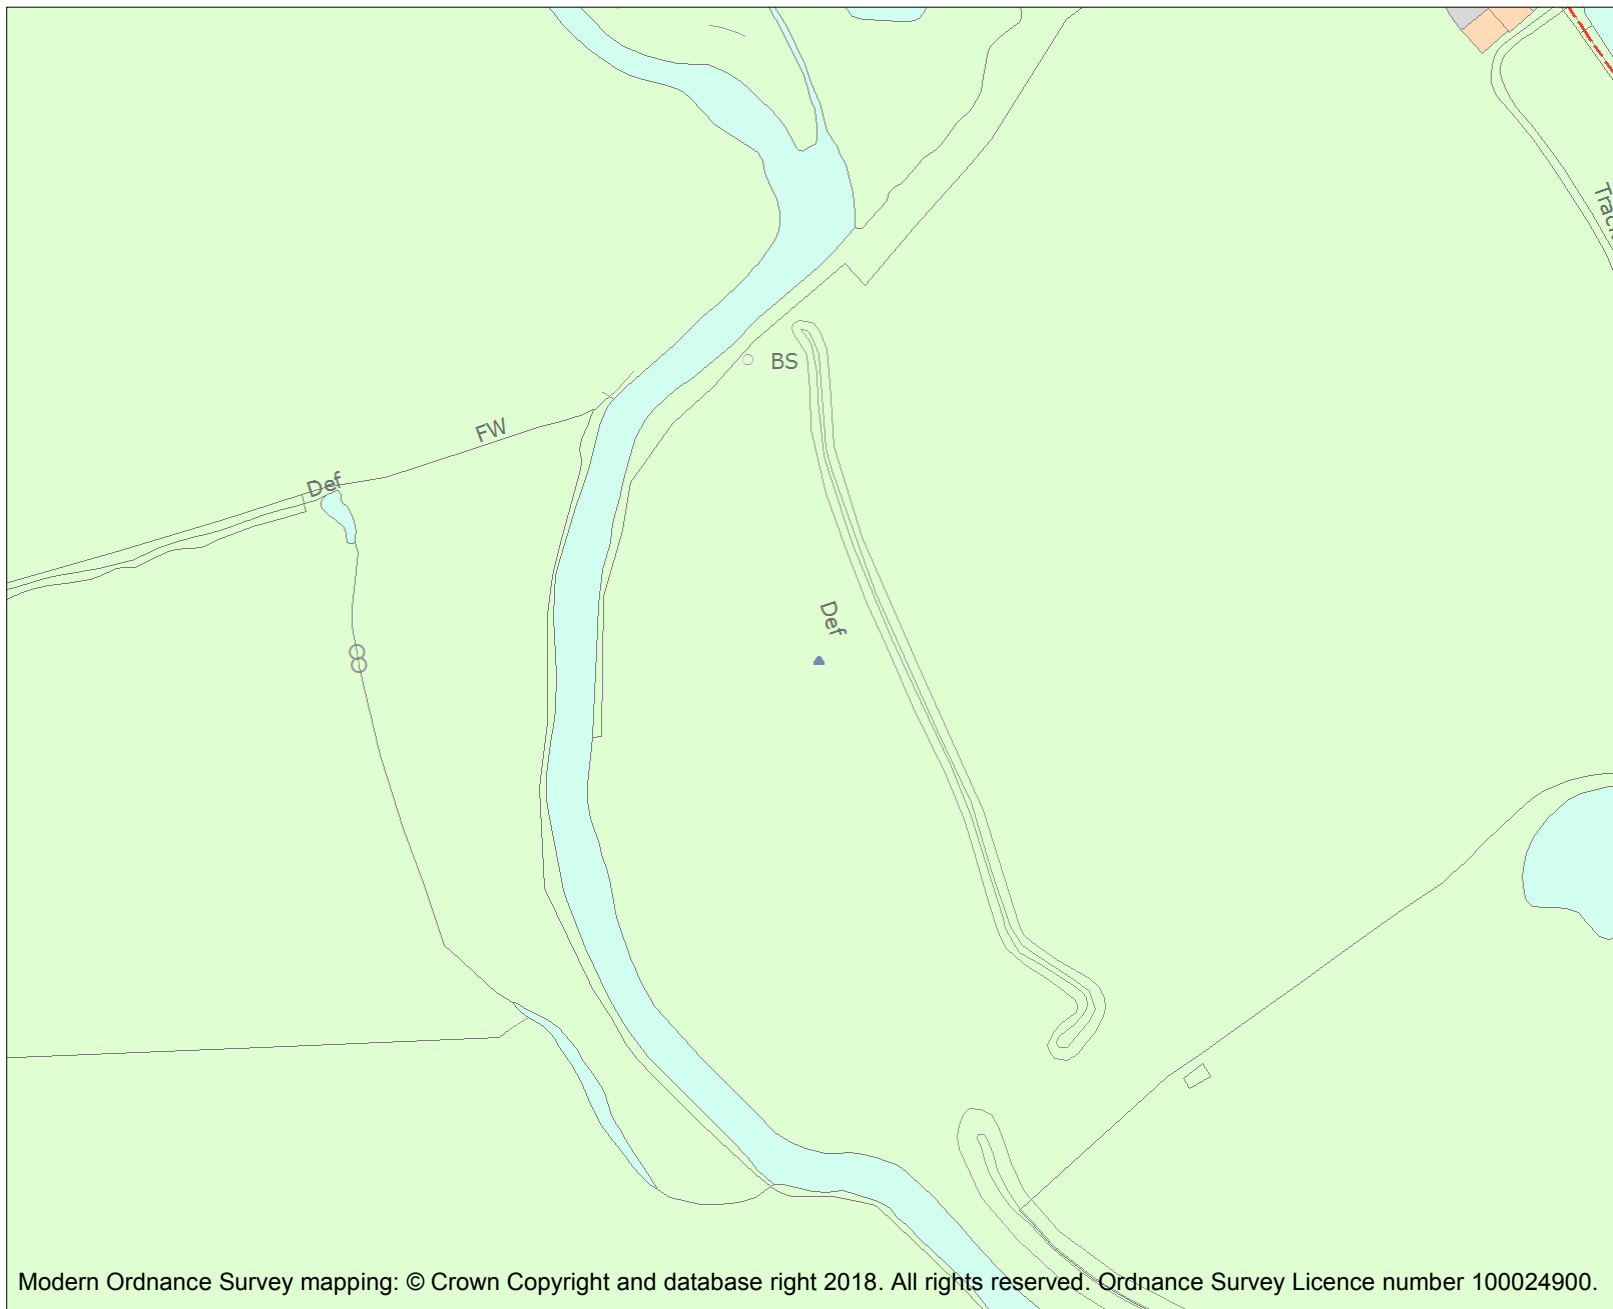 BS
FW
Def
Def
Modern Ordnance Survey mapping: © Crown Copyright and database right 2018. All rights reserved. Ordnance Survey Licence number 100024900.